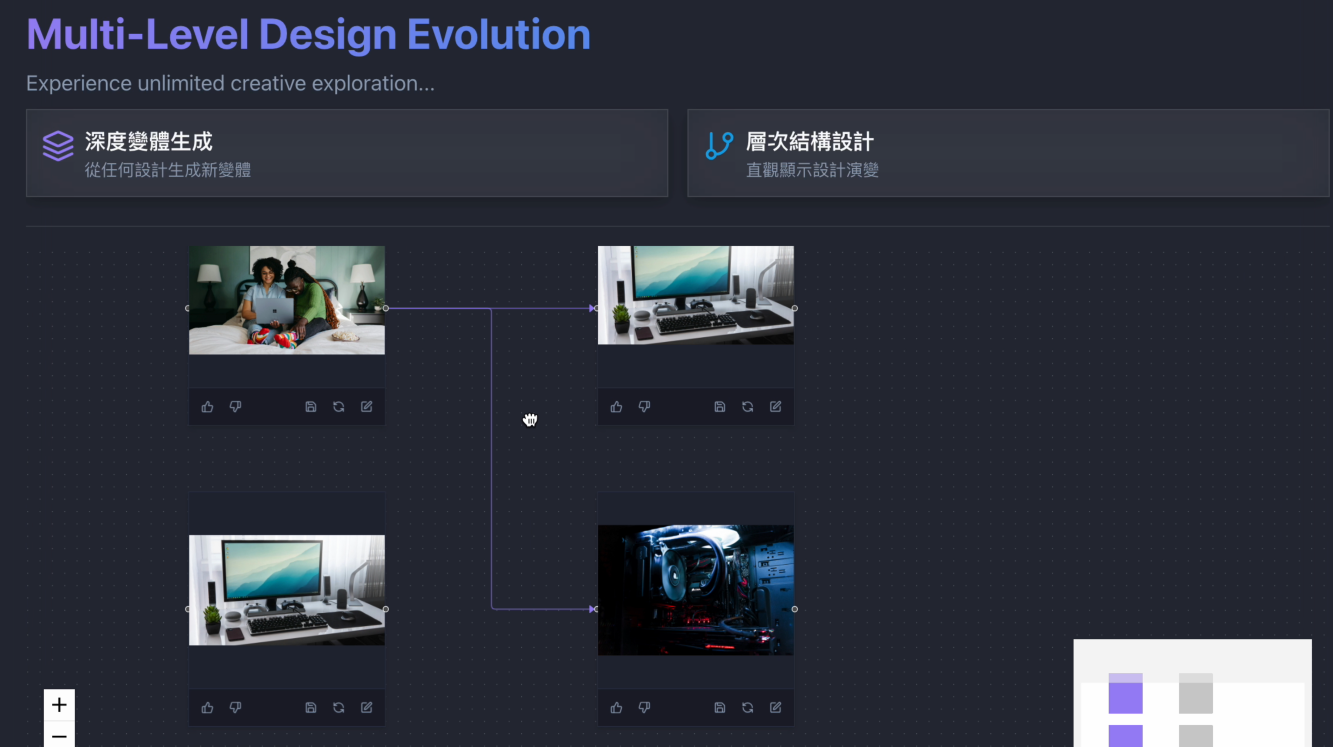 Multi-Level Design Evolution
Experience unlimited creative exploration...
深度變體生成
從任何設計生成新變體
層次結構設計
直觀顯示設計演變